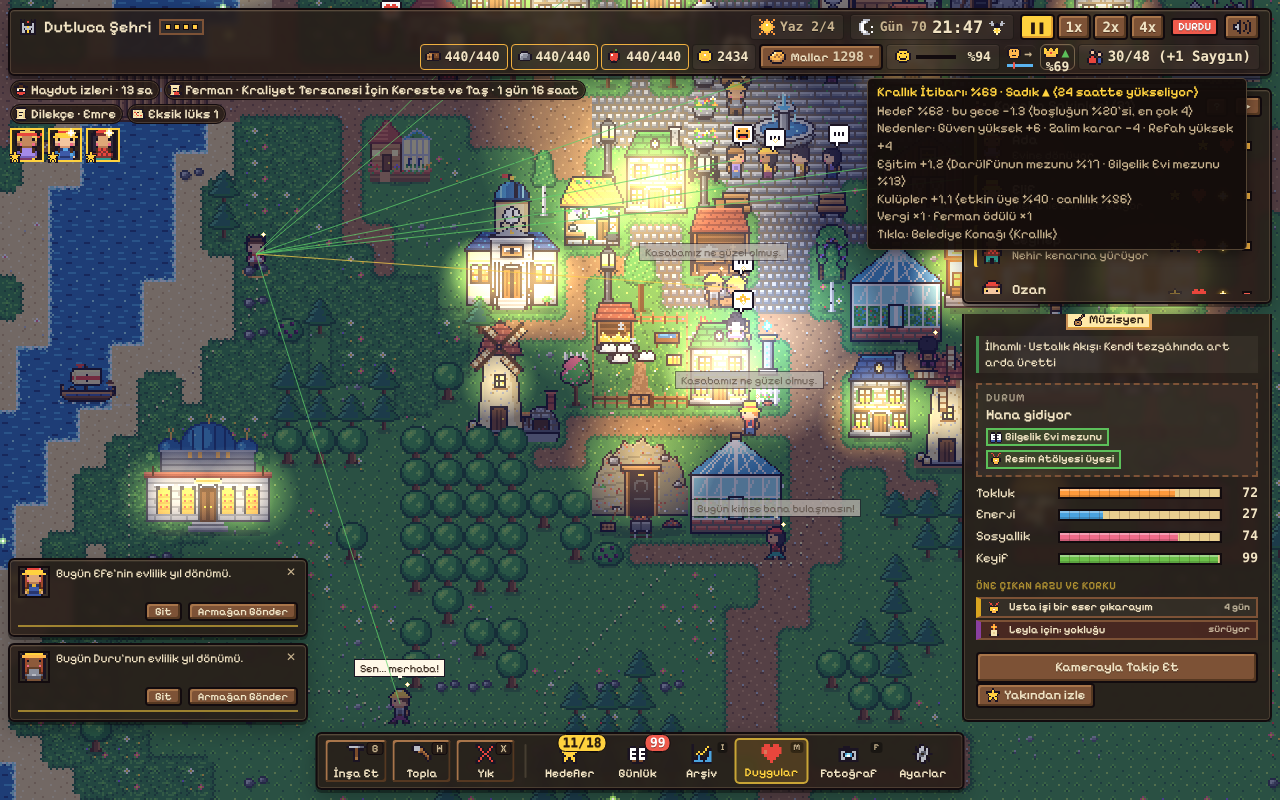 Dutluca Şehri
Yaz 2/4
Gün 70 21:47
1x
2x
4x
DURDU
440/440
440/440
440/440
2434
Mallar 1298
%94
%69
30/48 (+1 Saygın)
Haydut izleri · 13 sa
Ferman · Kraliyet Tersanesi İçin Kereste ve Taş · 1 gün 16 saat
Dilekçe · Emre
Eksik lüks 1
Krallık İtibarı: %69 · Sadık ▲ (24 saatte yükseliyor)
Hedef %62 · bu gece −1.3 (boşluğun %20'si, en çok 4)
Nedenler: Güven yüksek +6 · Zalim karar −4 · Refah yüksek
+4
Eğitim +1.2 (Darülfünun mezunu %17 · Bilgelik Evi mezunu
%13)
Kulüpler +1.1 (etkin üye %40 · canlılık %86)
Vergi ×1 · ferman ödülü ×1
Tıkla: Belediye Konağı (Krallık)
Nehir kenarına yürüyor
Ozan
Kasabamız ne güzel olmuş.
Kasabamız ne güzel olmuş.
Bugün kimse bana bulaşmasın!
Sen... merhaba!
Müzisyen
İlhamlı · Ustalık Akışı: Kendi tezgâhında art
arda üretti
DURUM
Hana gidiyor
Bilgelik Evi mezunu
Resim Atölyesi üyesi
Tokluk 72
Enerji 27
Sosyallik 74
Keyif 99
ÖNE ÇIKAN ARZU VE KORKU
Usta işi bir eser çıkarayım 4 gün
Leyla için: yokluğu sürüyor
Kamerayla Takip Et
Yakından izle
Bugün Efe'nin evlilik yıl dönümü.
Git
Armağan Gönder
Bugün Duru'nun evlilik yıl dönümü.
Git
Armağan Gönder
B
İnşa Et
H
Topla
X
Yık
11/18
Hedefler
99
Günlük
I
Arşiv
M
Duygular
F
Fotoğraf
Ayarlar